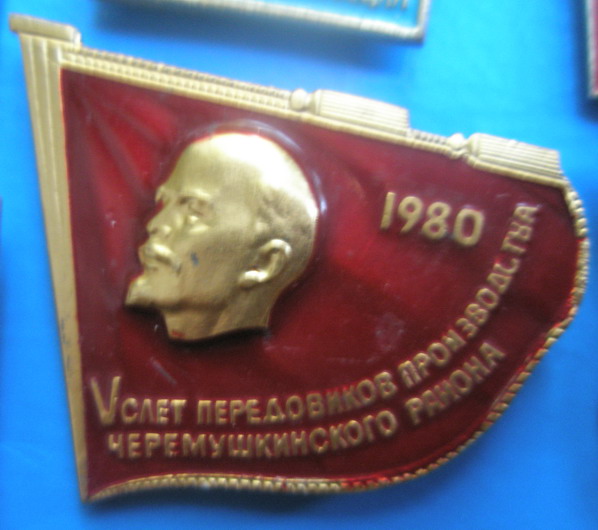 1980
V СЛЕТ ПЕРЕДОВИКОВ ПРОИЗВОДСТВА
ЧЕРЕМУШКИНСКОГО РАЙОНА